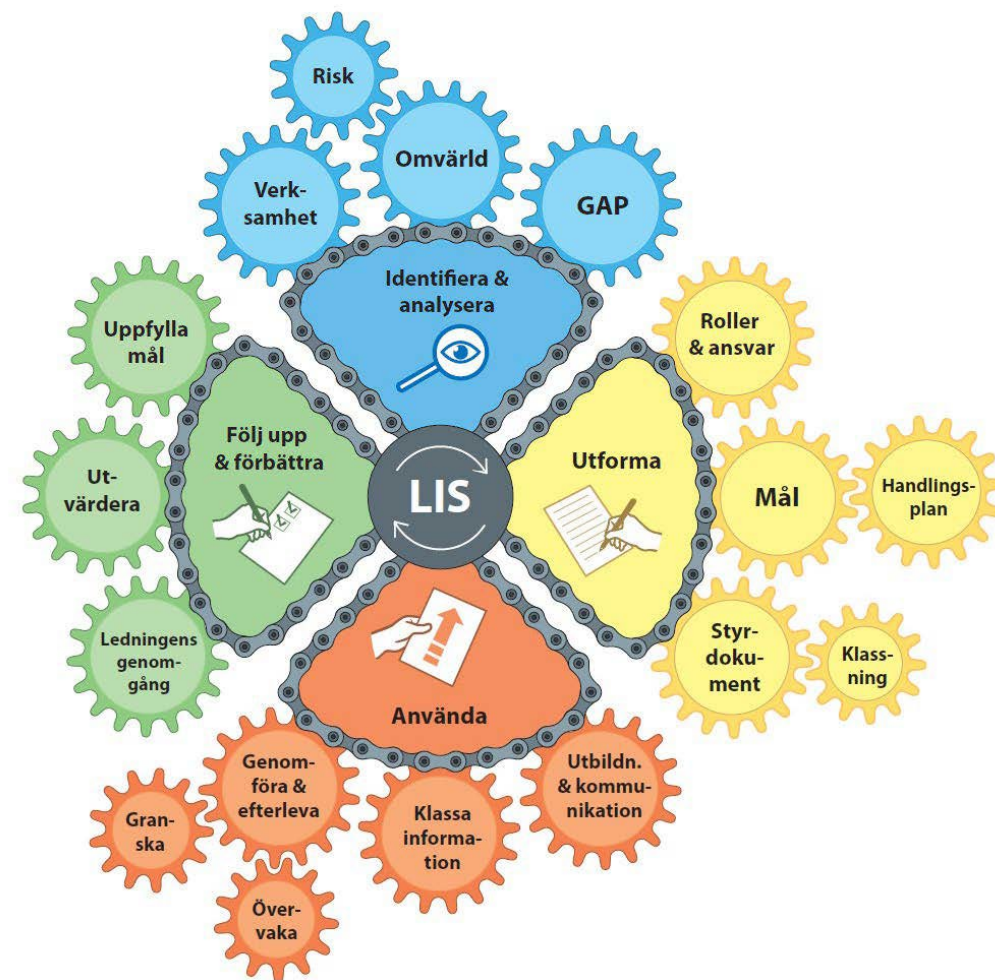 Risk
Omvärld
Verk-
samhet
GAP
Identifiera &
analysera
Uppfylla
mål
Roller
& ansvar
Följ upp
& förbättra
Utforma
Ut-
värdera
LIS
Mål
Handlings-
plan
Ledningens
genom-
gång
Styr-
doku-
ment
Klass-
ning
Använda
Genom-
föra &
efterleva
Utbildn.
& kommu-
nikation
Gran-
ska
Klassa
informa-
tion
Över-
vaka